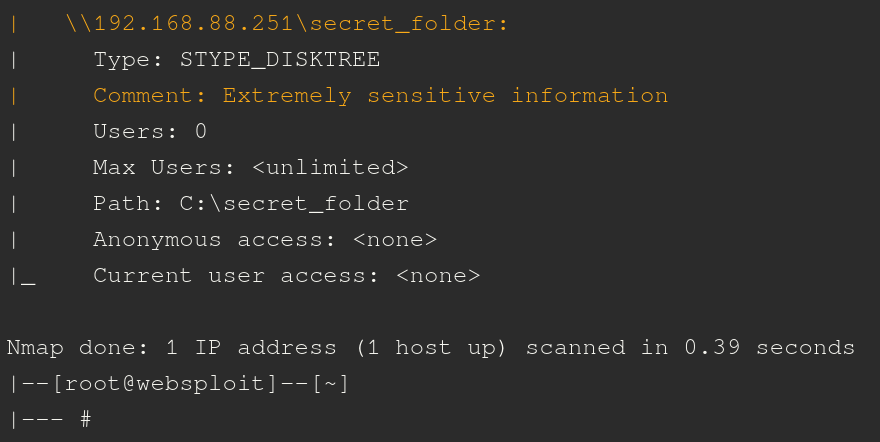 |   \\192.168.88.251\secret_folder:
|     Type: STYPE_DISKTREE
|     Comment: Extremely sensitive information
|     Users: 0
|     Max Users: <unlimited>
|     Path: C:\secret_folder
|     Anonymous access: <none>
|_    Current user access: <none>
Nmap done: 1 IP address (1 host up) scanned in 0.39 seconds
|--[root@websploit]--[~]
|--- #